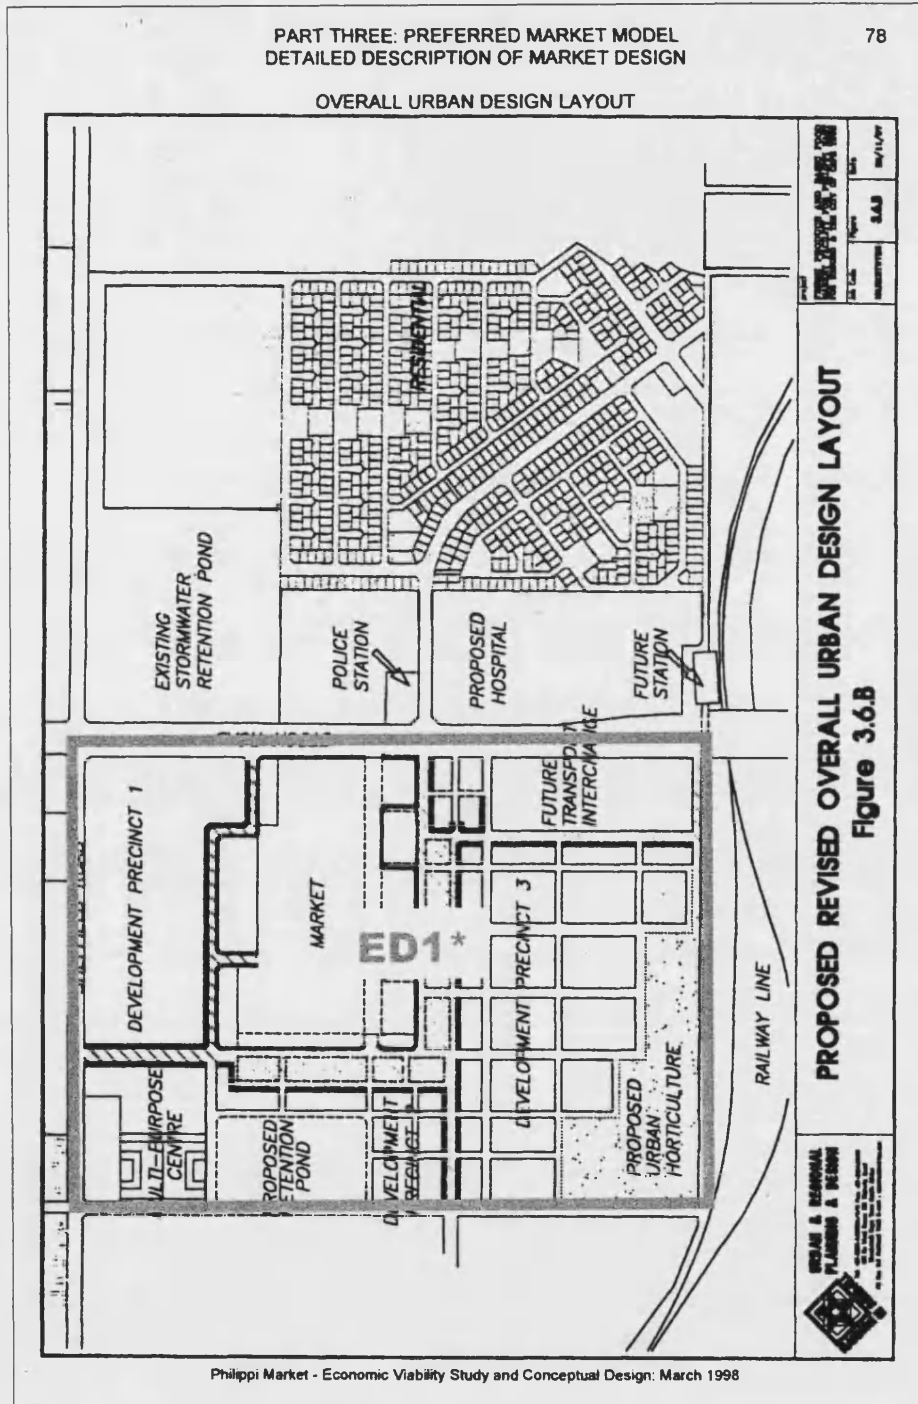 PART THREE: PREFERRED MARKET MODEL
78
DETAILED DESCRIPTION OF MARKET DESIGN
OVERALL URBAN DESIGN LAYOUT
RESIDENTIAL
EXISTING
STORMWATER
RETENTION POND
POLICE
STATION
PROPOSED
HOSPITAL
FUTURE
STATION
DEVELOPMENT PRECINCT 1
MARKET
FUTURE
TRANSPORT
INTERCHANGE
ED1*
DEVELOPMENT PRECINCT 3
MULTI-PURPOSE
CENTRE
PROPOSED
RETENTION
POND
DEVELOPMENT
PRECINCT
PROPOSED
URBAN
HORTICULTURE
RAILWAY LINE
Figure
3.6.B
PROPOSED REVISED OVERALL URBAN DESIGN LAYOUT
Figure 3.6.B
URBAN & REGIONAL
PLANNING & DESIGN
Philippi Market - Economic Viability Study and Conceptual Design: March 1998